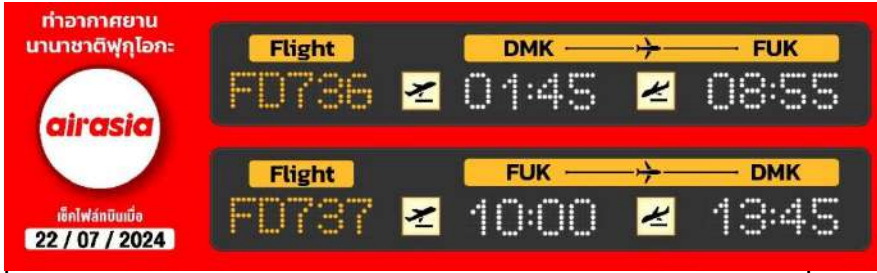 ท่าอากาศยาน
นานาชาติฟุกุโอกะ
airasia
เช็คไฟล์ทบินเมื่อ
22 / 07 / 2024
Flight DMK FUK
FD736 01:45 08:55
Flight FUK DMK
FD737 10:00 13:45